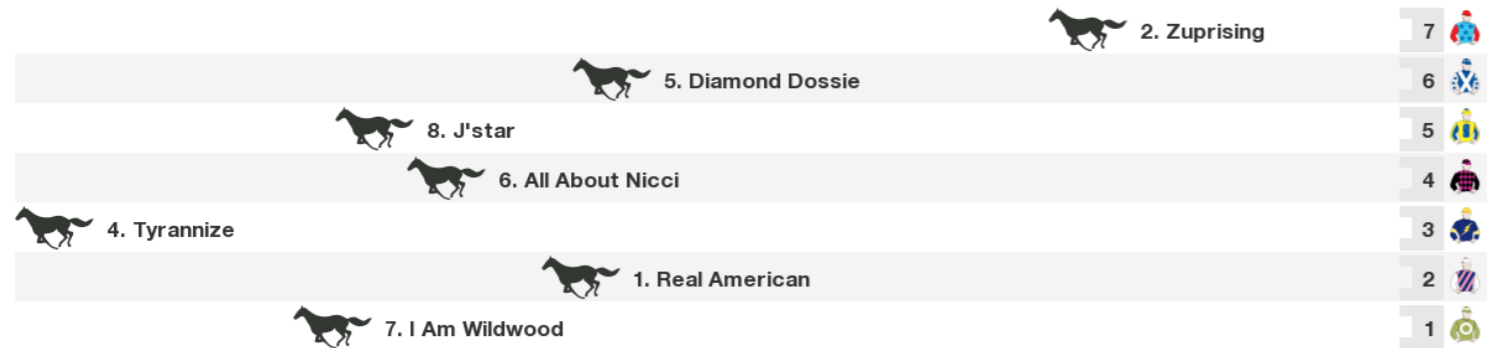 2. Zuprising 7
5. Diamond Dossie 6
8. J'star 5
6. All About Nicci 4
4. Tyrannize 3
1. Real American 2
7. I Am Wildwood 1